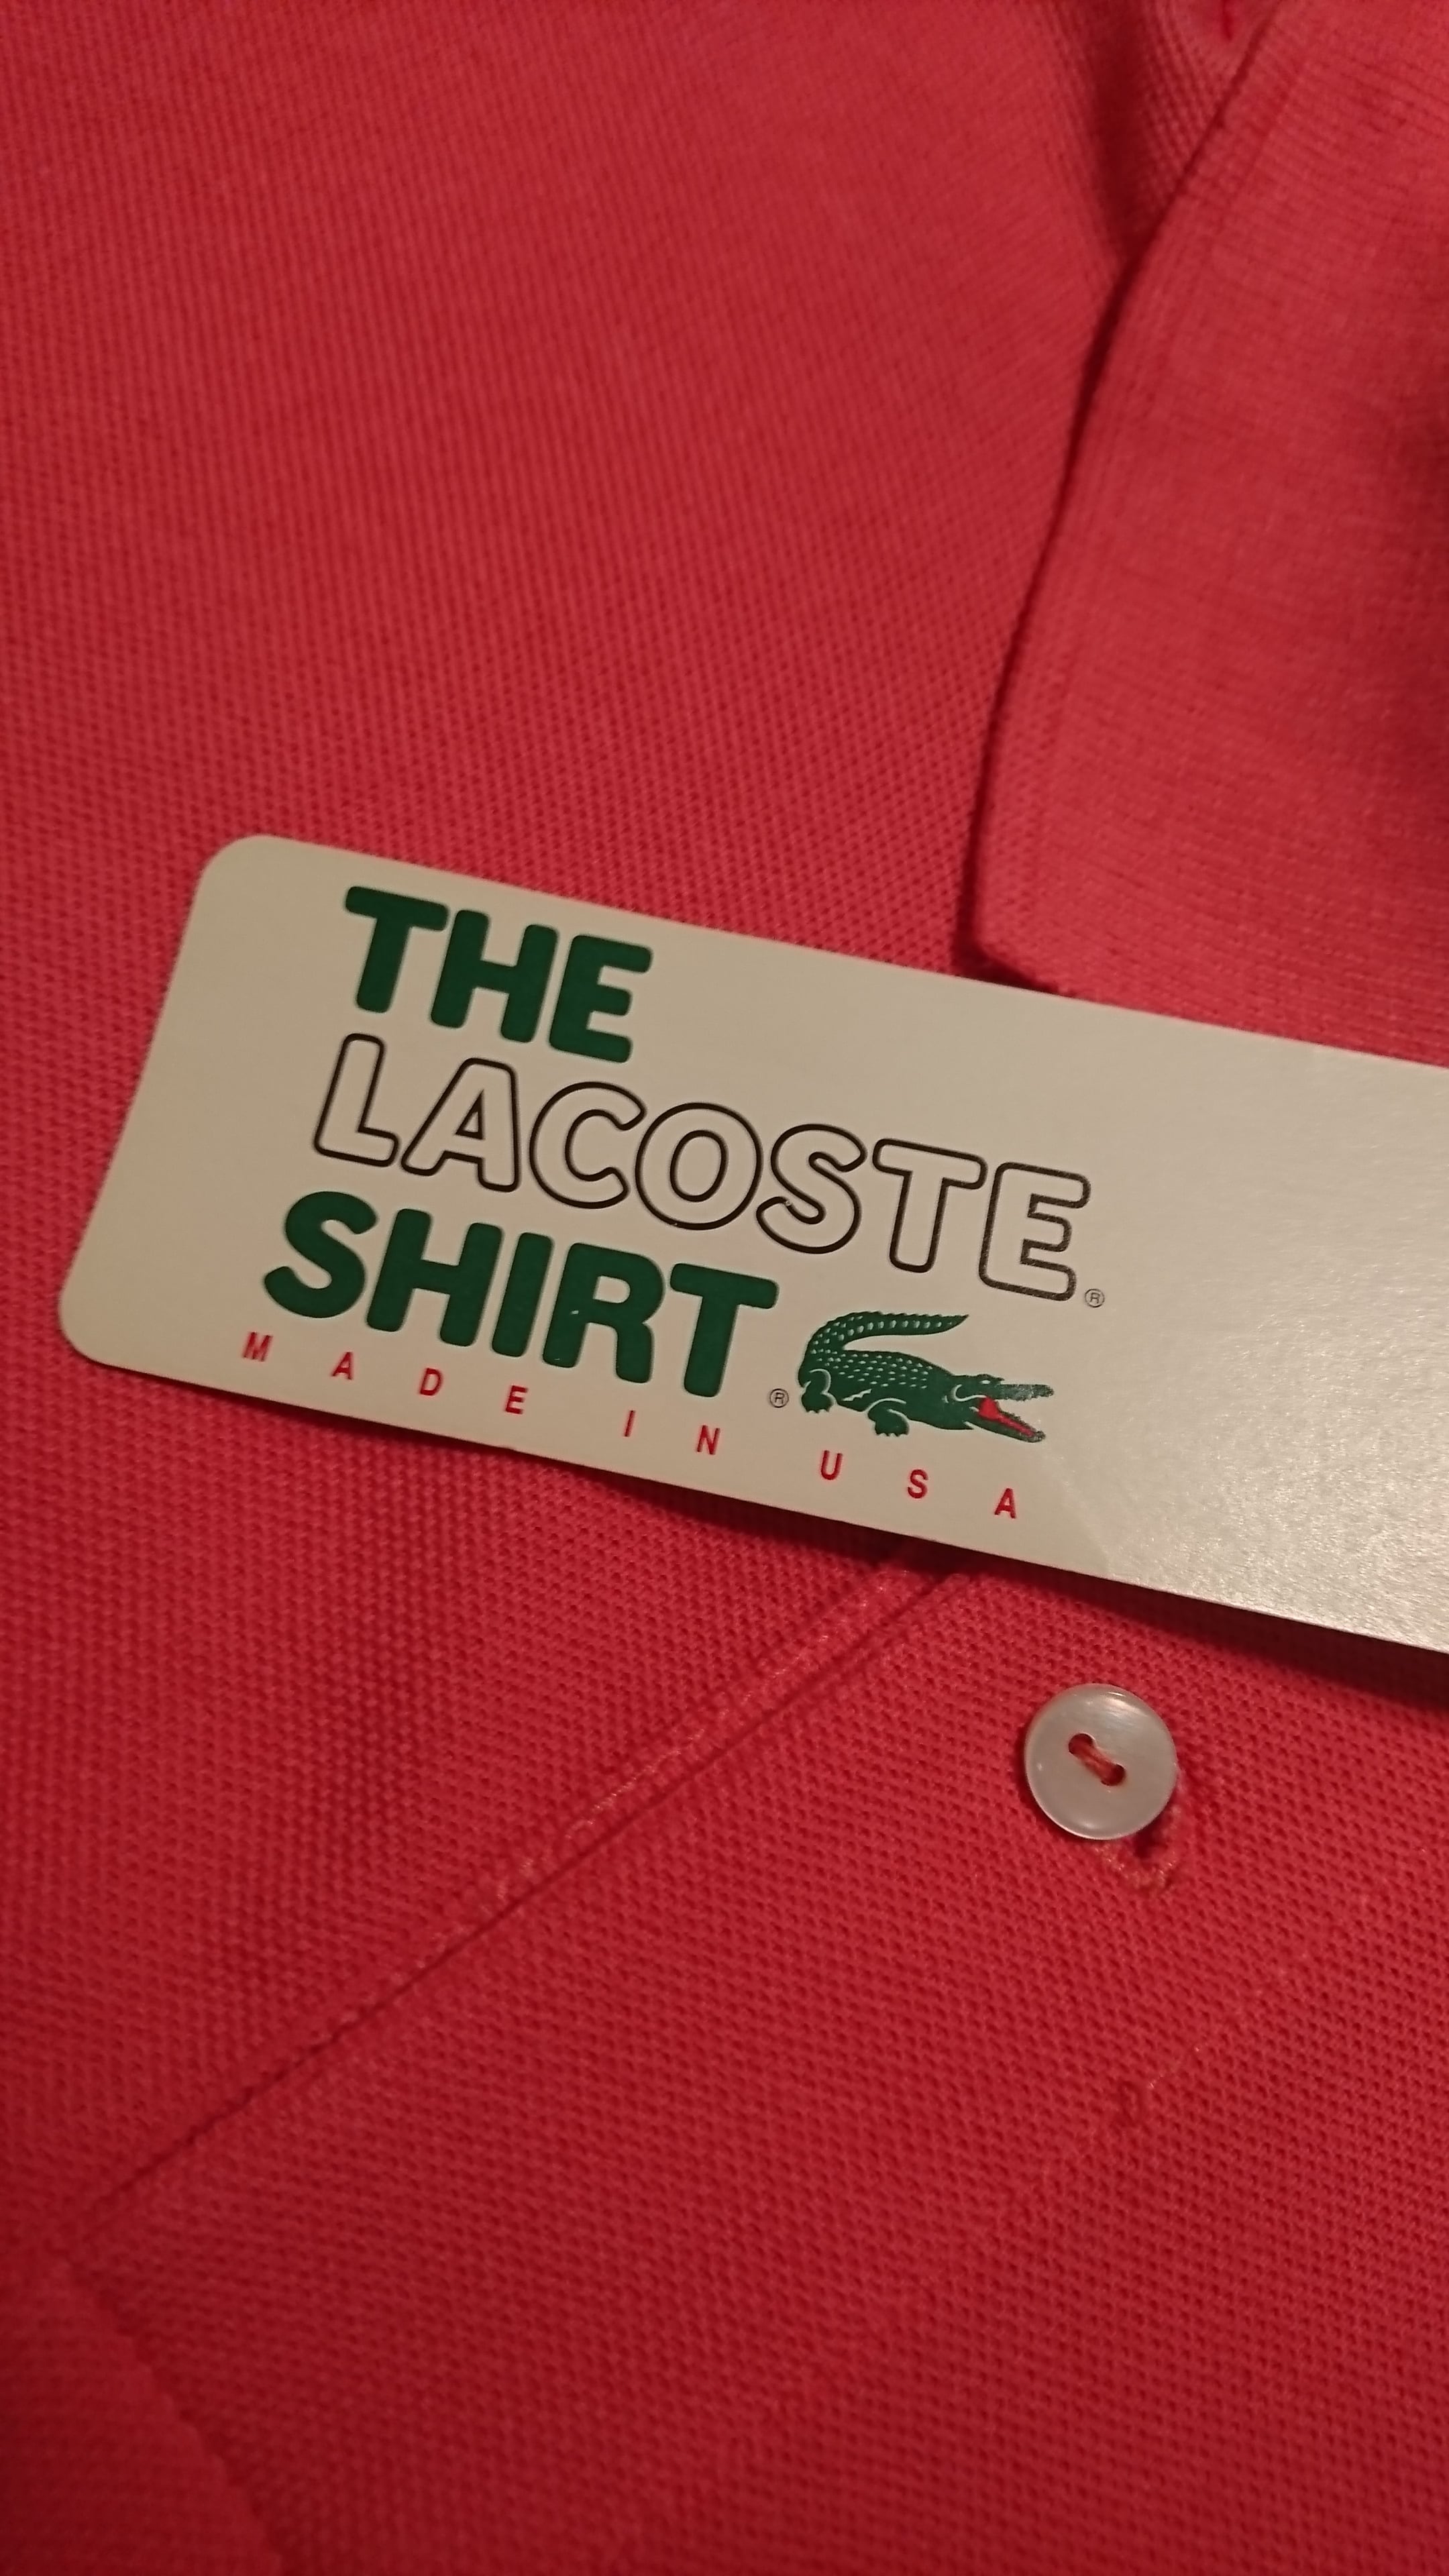 THE
LACOSTE®
SHIRT®
MADE IN USA